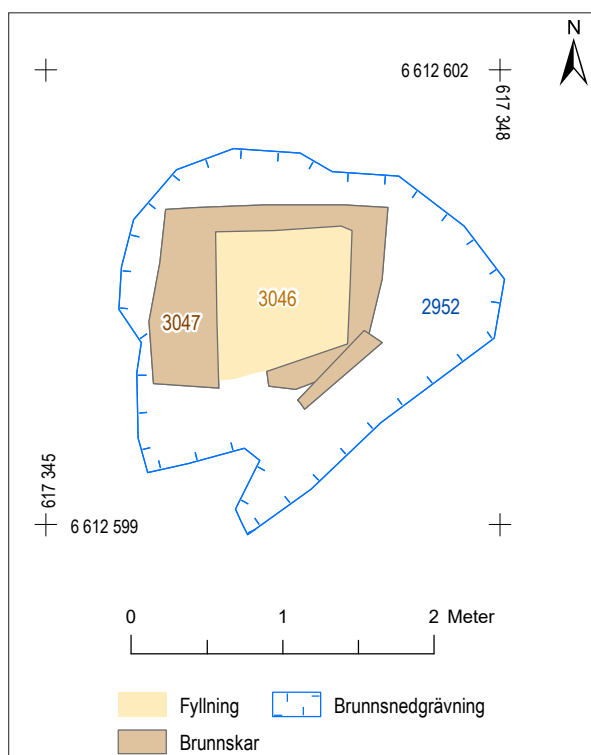 N
6 612 602
617 348
3046
3047
2952
617 345
6 612 599
0 1 2 Meter
Fyllning
Brunnsnedgrävning
Brunnskar